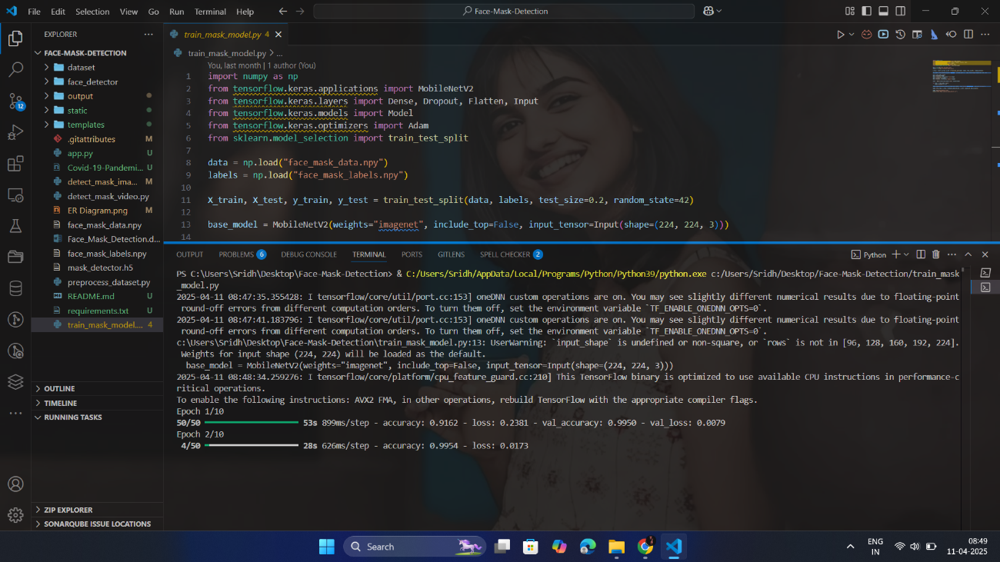 File Edit Selection View Go Run Terminal Help
Face-Mask-Detection
EXPLORER
FACE-MASK-DETECTION
dataset
face_detector
output
static
templates
.gitattributes M
app.py U
Covid-19-Pandemi... U
detect_mask_ima... M
detect_mask_video.py
ER Diagram.png M
face_mask_data.npy
Face_Mask_Detection.d...
face_mask_labels.npy
mask_detector.h5
preprocess_dataset.py
README.md U
requirements.txt U
train_mask_model.... 4
OUTLINE
TIMELINE
RUNNING TASKS
ZIP EXPLORER
SONARQUBE ISSUE LOCATIONS
12
train_mask_model.py 4
train_mask_model.py > ...
You, last month | 1 author (You)
1 import numpy as np
2 from tensorflow.keras.applications import MobileNetV2
3 from tensorflow.keras.layers import Dense, Dropout, Flatten, Input
4 from tensorflow.keras.models import Model
5 from tensorflow.keras.optimizers import Adam
6 from sklearn.model_selection import train_test_split
7
8 data = np.load("face_mask_data.npy")
9 labels = np.load("face_mask_labels.npy")
10
11 X_train, X_test, y_train, y_test = train_test_split(data, labels, test_size=0.2, random_state=42)
12
13 base_model = MobileNetV2(weights="imagenet", include_top=False, input_tensor=Input(shape=(224, 224, 3)))
14
OUTPUT PROBLEMS 6 DEBUG CONSOLE TERMINAL PORTS GITLENS SPELL CHECKER 2
Python
PS C:\Users\Sridh\Desktop\Face-Mask-Detection> & C:/Users/Sridh/AppData/Local/Programs/Python/Python39/python.exe c:/Users/Sridh/Desktop/Face-Mask-Detection/train_mask
_model.py
2025-04-11 08:47:35.355428: I tensorflow/core/util/port.cc:153] oneDNN custom operations are on. You may see slightly different numerical results due to floating-point
round-off errors from different computation orders. To turn them off, set the environment variable `TF_ENABLE_ONEDNN_OPTS=0`.
2025-04-11 08:47:41.183796: I tensorflow/core/util/port.cc:153] oneDNN custom operations are on. You may see slightly different numerical results due to floating-point
round-off errors from different computation orders. To turn them off, set the environment variable `TF_ENABLE_ONEDNN_OPTS=0`.
c:\Users\Sridh\Desktop\Face-Mask-Detection\train_mask_model.py:13: UserWarning: `input_shape` is undefined or non-square, or `rows` is not in [96, 128, 160, 192, 224].
Weights for input shape (224, 224) will be loaded as the default.
base_model = MobileNetV2(weights="imagenet", include_top=False, input_tensor=Input(shape=(224, 224, 3)))
2025-04-11 08:48:34.259276: I tensorflow/core/platform/cpu_feature_guard.cc:210] This TensorFlow binary is optimized to use available CPU instructions in performance-c
ritical operations.
To enable the following instructions: AVX2 FMA, in other operations, rebuild TensorFlow with the appropriate compiler flags.
Epoch 1/10
50/50 53s 899ms/step - accuracy: 0.9162 - loss: 0.2381 - val_accuracy: 0.9950 - val_loss: 0.0079
Epoch 2/10
4/50 28s 626ms/step - accuracy: 0.9954 - loss: 0.0173
Search
ENG
IN
08:49
11-04-2025